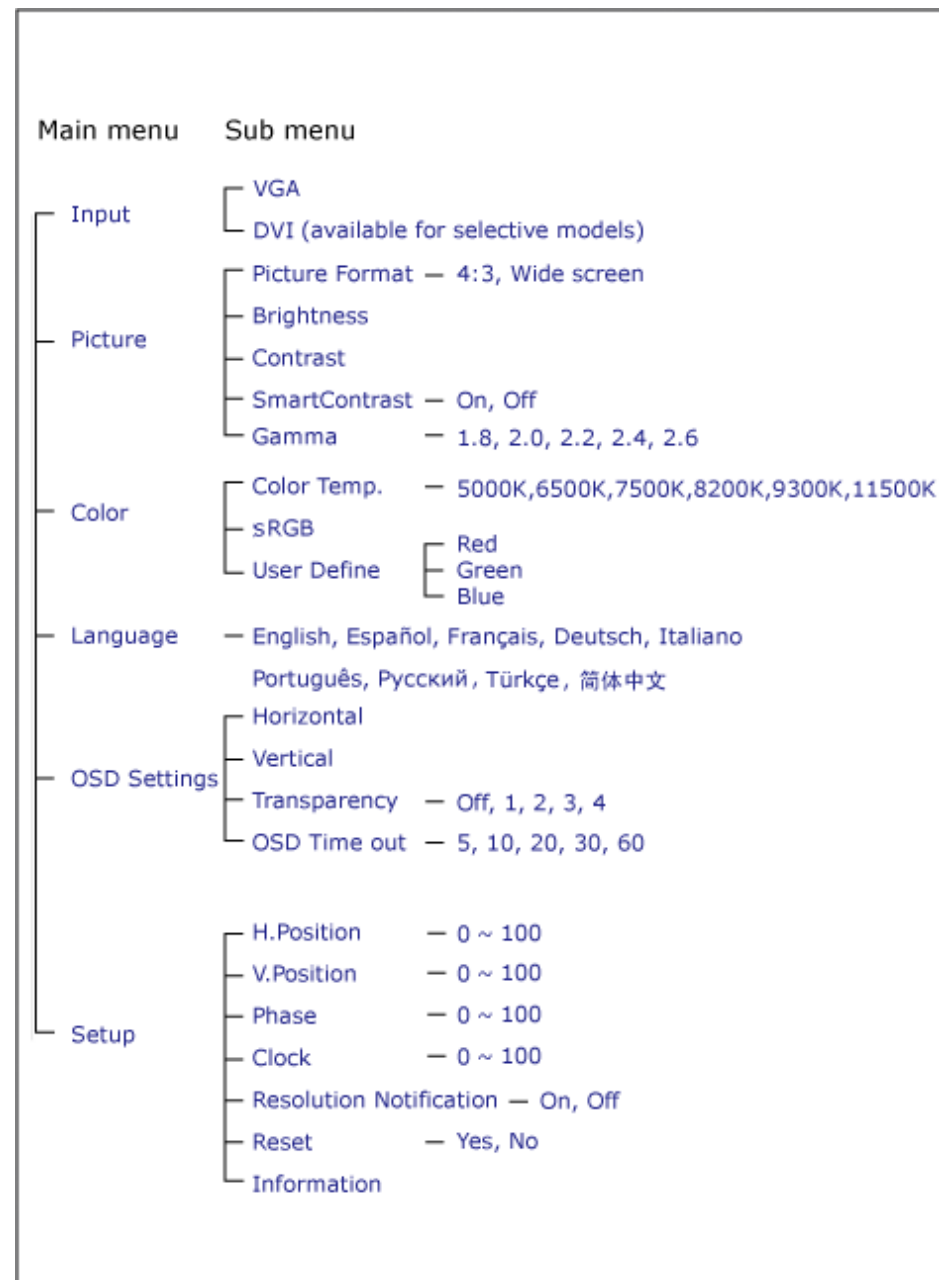 Main menu Sub menu
Input
VGA
DVI (available for selective models)
Picture
Picture Format — 4:3, Wide screen
Brightness
Contrast
SmartContrast — On, Off
Gamma — 1.8, 2.0, 2.2, 2.4, 2.6
Color
Color Temp. — 5000K,6500K,7500K,8200K,9300K,11500K
sRGB
User Define
Red
Green
Blue
Language — English, Español, Français, Deutsch, Italiano
Português, Русский, Türkçe, 简体中文
OSD Settings
Horizontal
Vertical
Transparency — Off, 1, 2, 3, 4
OSD Time out — 5, 10, 20, 30, 60
Setup
H.Position — 0 ~ 100
V.Position — 0 ~ 100
Phase — 0 ~ 100
Clock — 0 ~ 100
Resolution Notification — On, Off
Reset — Yes, No
Information